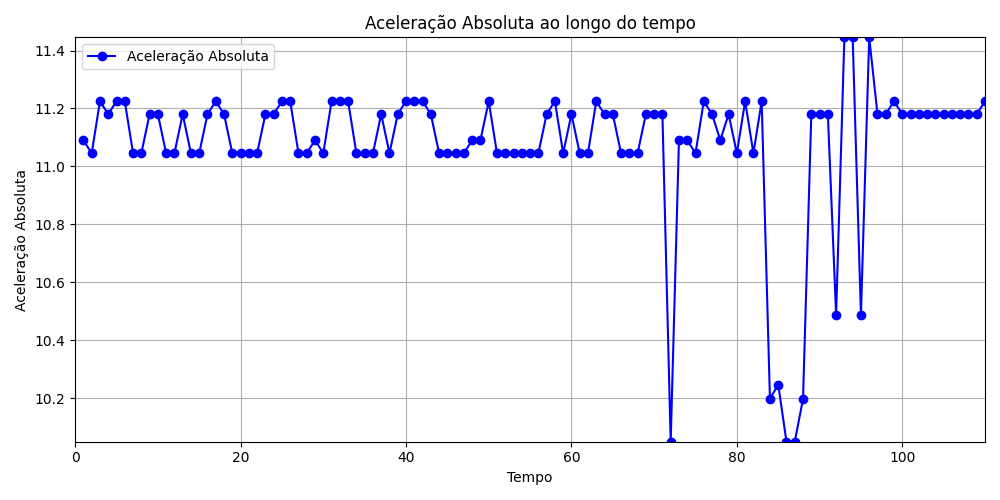 Aceleração Absoluta ao longo do tempo
Aceleração Absoluta
Aceleração Absoluta
11.4
11.2
11.0
10.8
10.6
10.4
10.2
0 20 40 60 80 100
Tempo